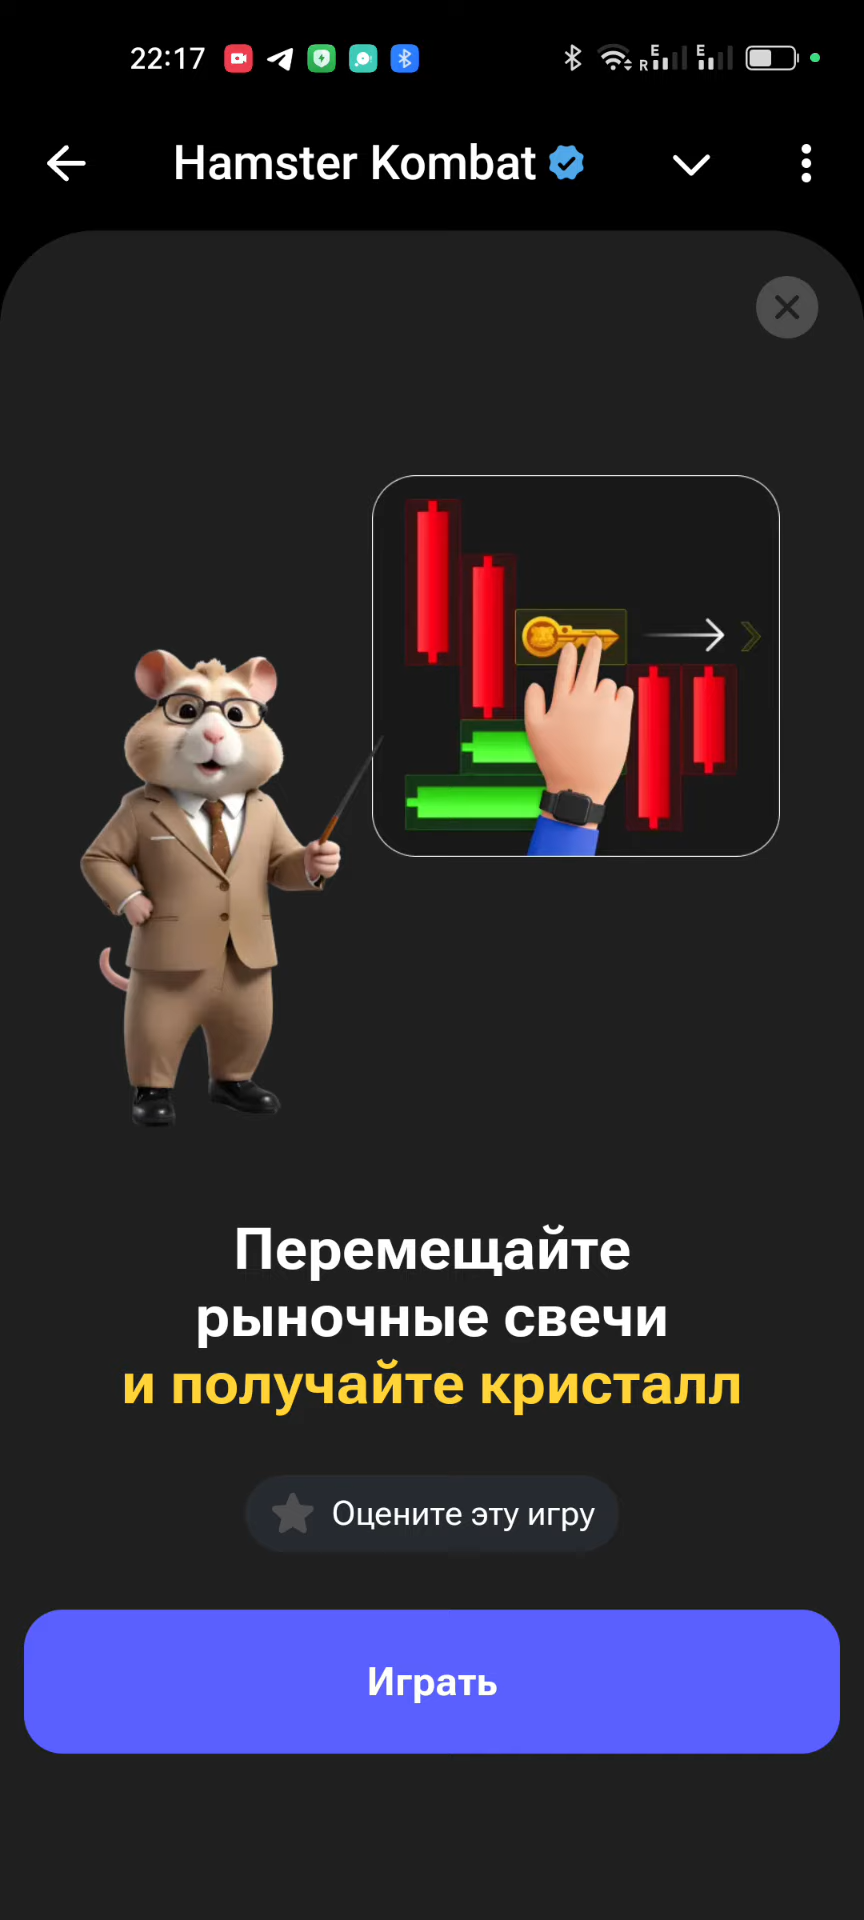 22:17
R E E
Hamster Kombat
Перемещайте
рыночные свечи
и получайте кристалл
Оцените эту игру
Играть